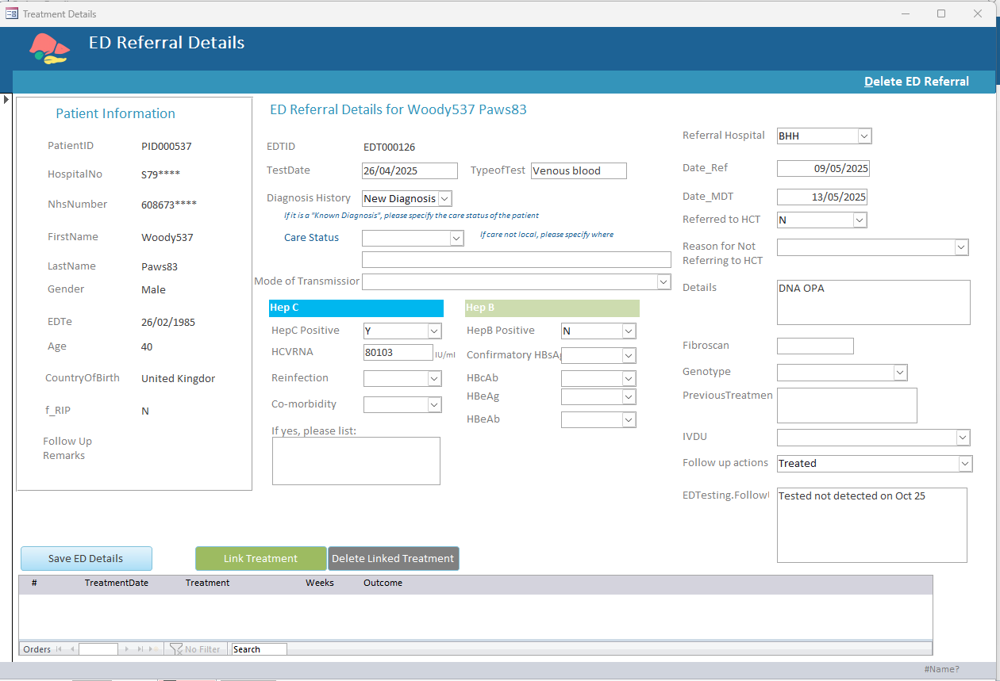 Treatment Details
ED Referral Details
Delete ED Referral
Patient Information
PatientID PID000537
HospitalNo S79****
NhsNumber 608673****
FirstName Woody537
LastName Paws83
Gender Male
EDTe 26/02/1985
Age 40
CountryOfBirth United Kingdor
f_RIP N
Follow Up
Remarks
ED Referral Details for Woody537 Paws83
EDTID EDT000126
TestDate 26/04/2025 TypeofTest Venous blood
Diagnosis History New Diagnosis
If it is a "Known Diagnosis", please specify the care status of the patient
Care Status If care not local, please specify where
Mode of Transmission
Hep C
HepC Positive Y
HCVRNA 80103 IU/ml
Reinfection
Co-morbidity
If yes, please list:
Hep B
HepB Positive N
Confirmatory HBsAg
HBcAb
HBeAg
HBeAb
Referral Hospital BHH
Date_Ref 09/05/2025
Date_MDT 13/05/2025
Referred to HCT N
Reason for Not
Referring to HCT
Details DNA OPA
Fibroscan
Genotype
PreviousTreatmen
IVDU
Follow up actions Treated
EDTesting.FollowU Tested not detected on Oct 25
Save ED Details Link Treatment Delete Linked Treatment
# TreatmentDate Treatment Weeks Outcome
Orders No Filter Search
#Name?